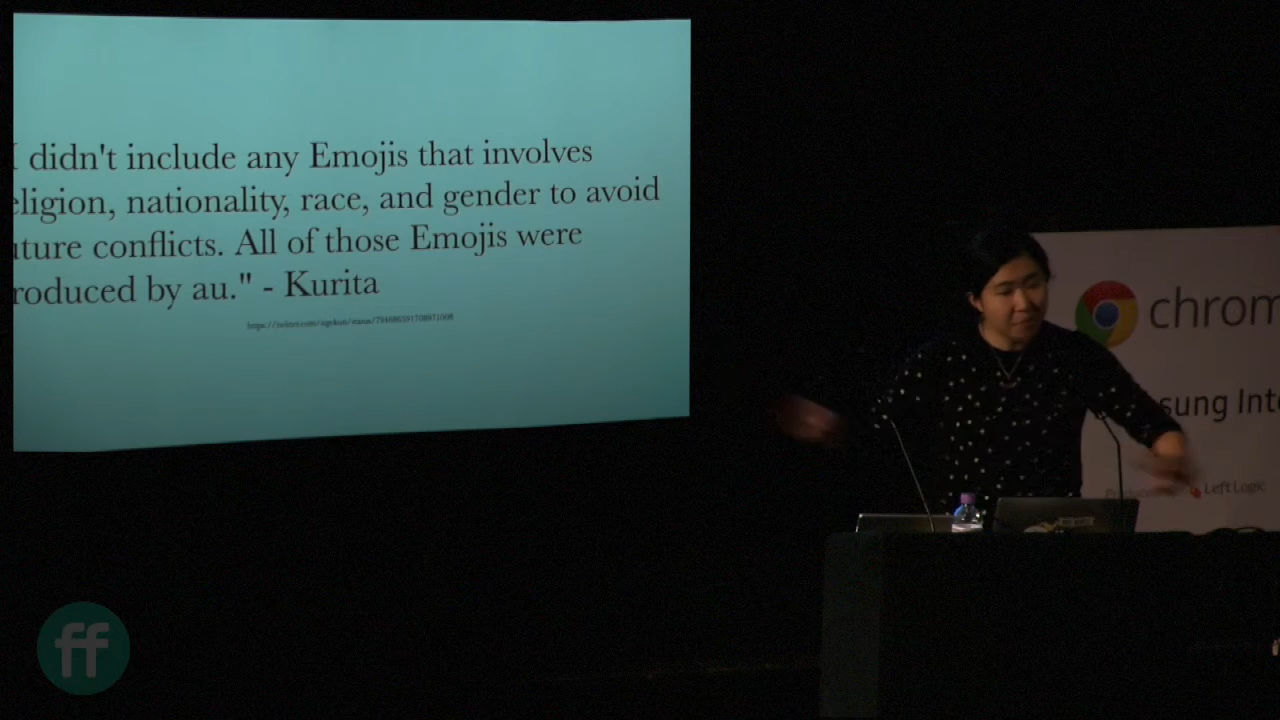 I didn't include any Emojis that involves
eligion, nationality, race, and gender to avoid
uture conflicts. All of those Emojis were
roduced by au." - Kurita
chrom
sung Inte
LeftLogic
ff